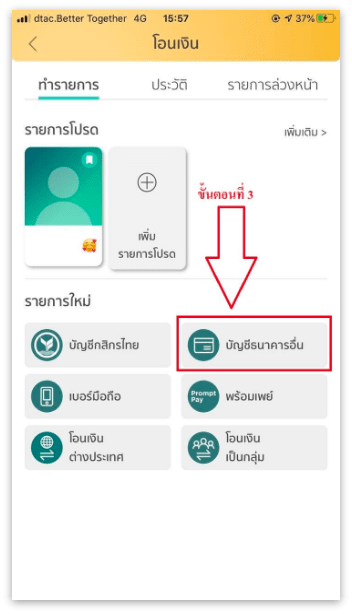 dtac.Better Together 4G 15:57 37%
โอนเงิน
ทำรายการ ประวัติ รายการล่วงหน้า
รายการโปรด เพิ่มเติม >
ขั้นตอนที่ 3
เพิ่ม
รายการโปรด
รายการใหม่
บัญชีกสิกรไทย บัญชีธนาคารอื่น
เบอร์มือถือ Prompt Pay พร้อมเพย์
โอนเงิน
ต่างประเทศ
โอนเงิน
เป็นกลุ่ม